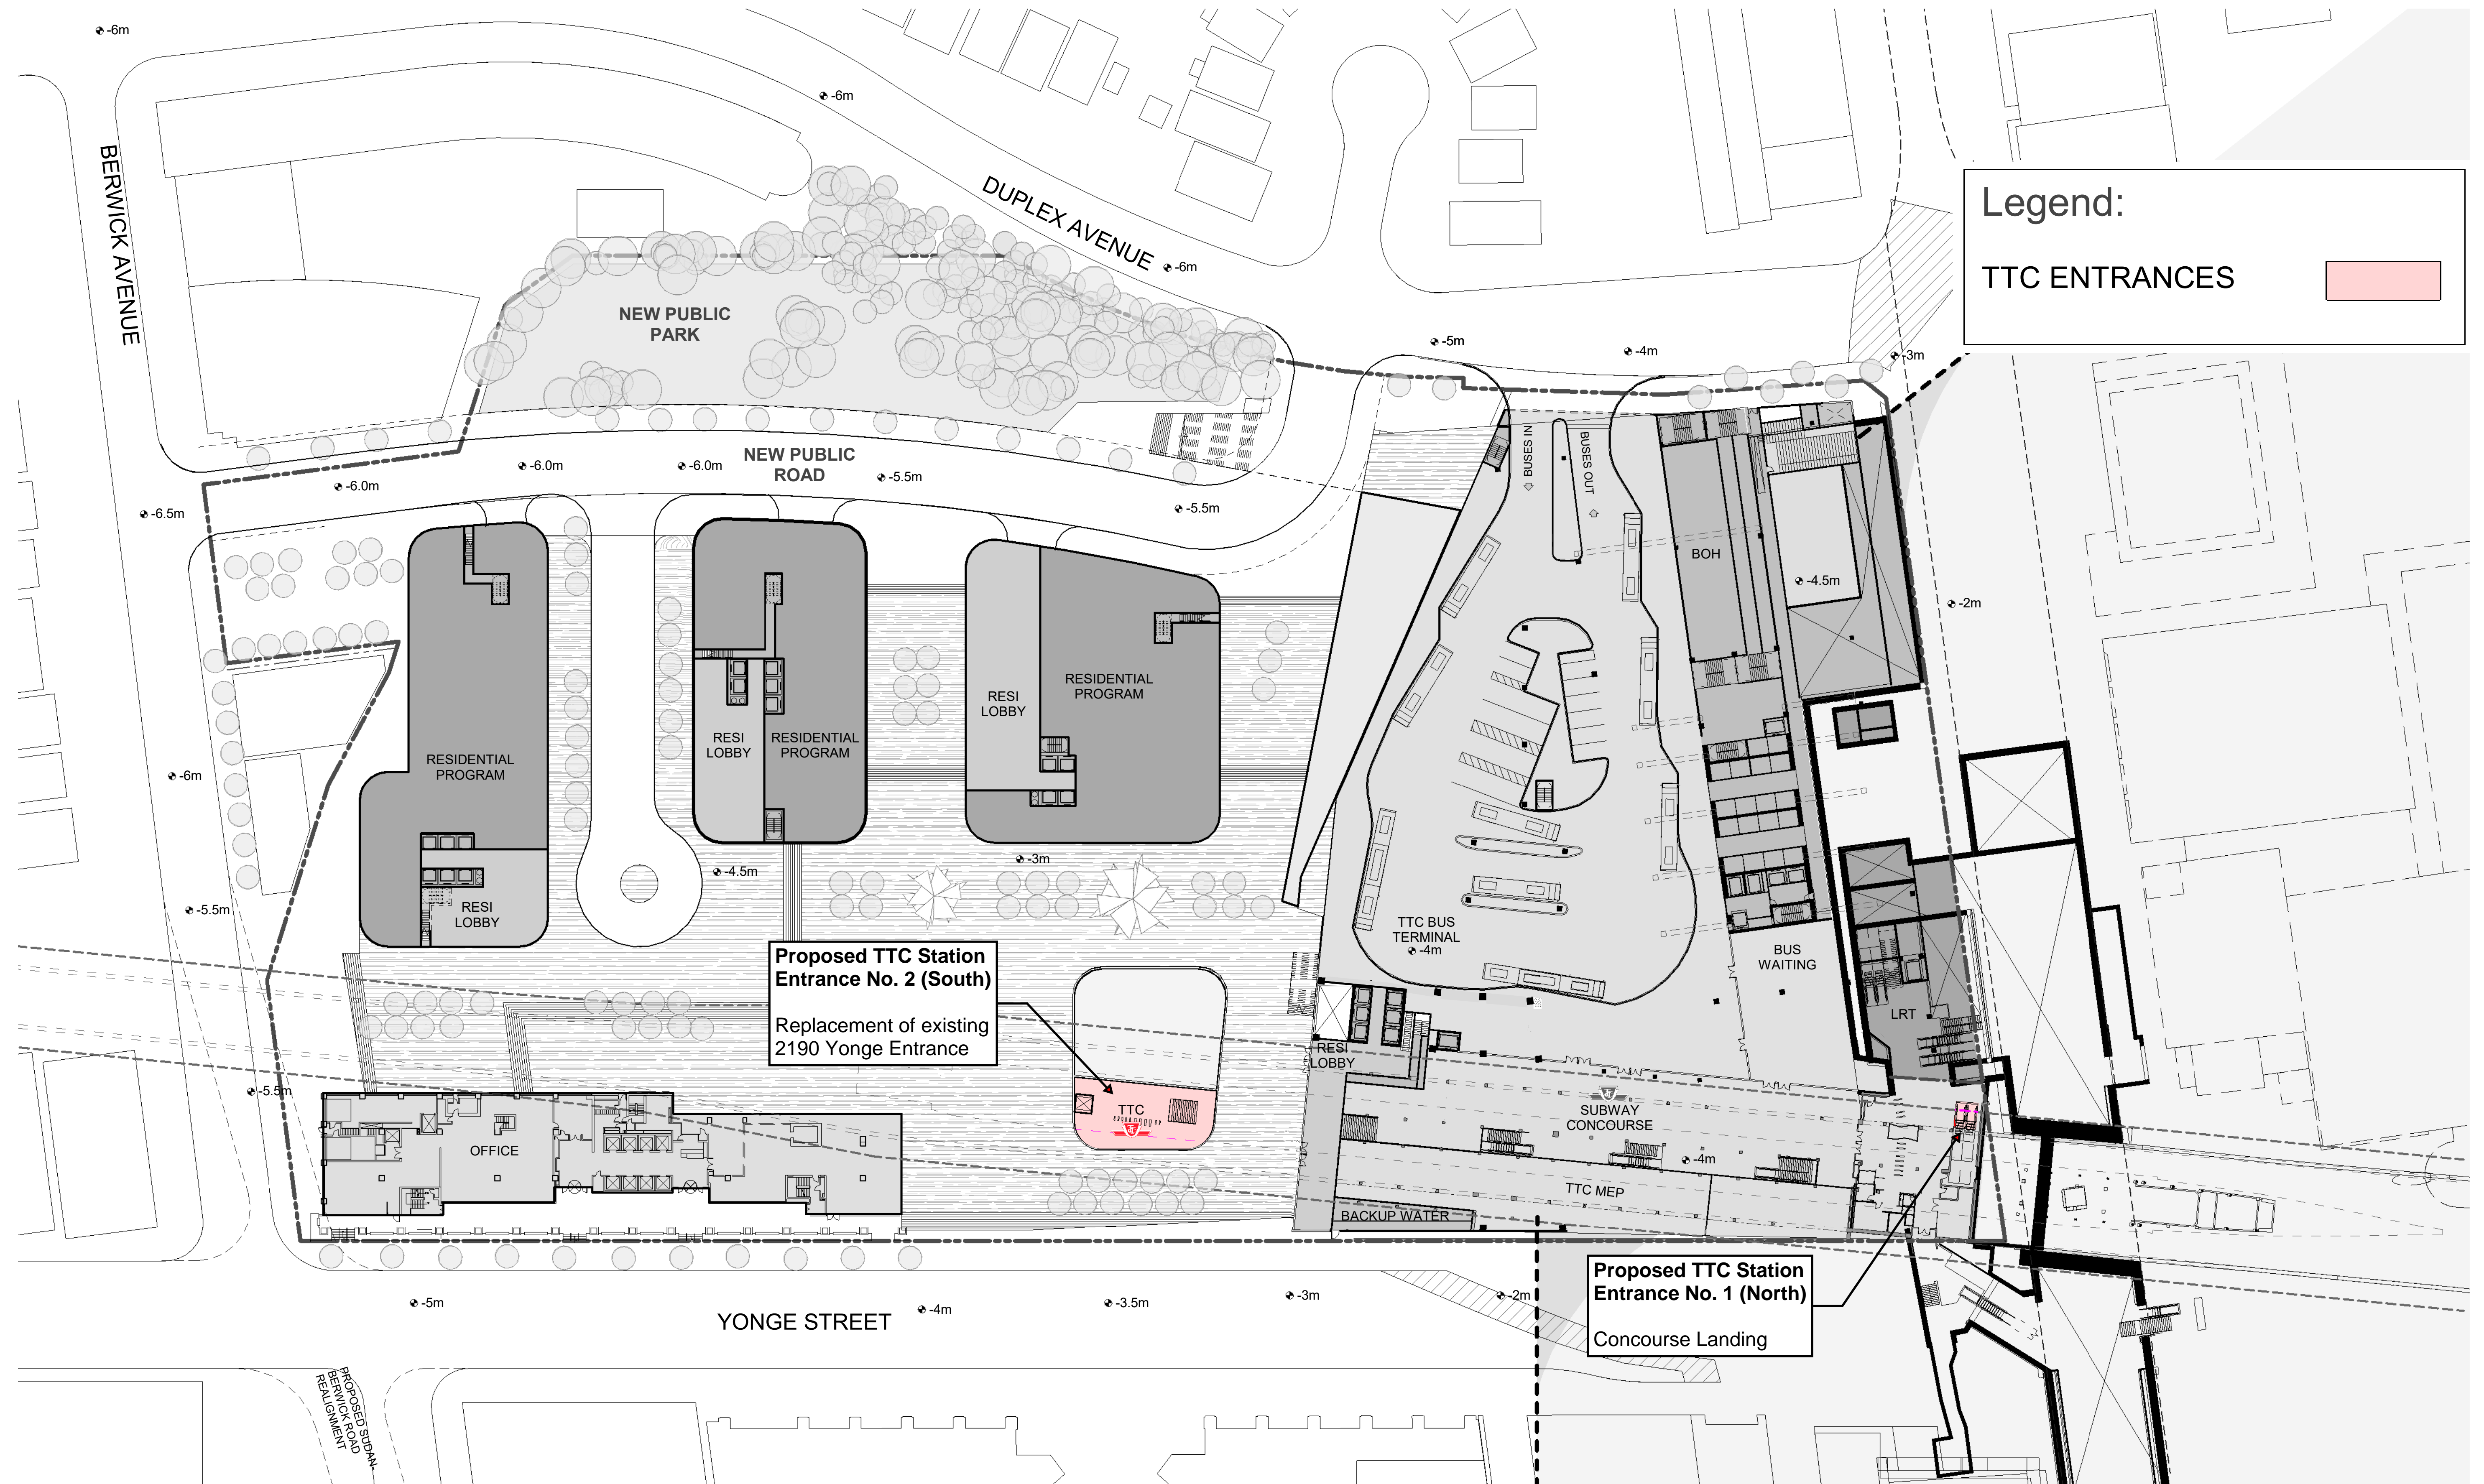 -6m
-6m
BERWICK AVENUE
DUPLEX AVENUE
-6m
Legend:
TTC ENTRANCES
NEW PUBLIC
PARK
-5m
-4m
-3m
NEW PUBLIC
ROAD
-6.0m
-6.0m
-6.0m
-5.5m
-5.5m
-6.5m
BUSES IN
BUSES OUT
BOH
-4.5m
-2m
RESIDENTIAL
PROGRAM
RESI
LOBBY
RESI
LOBBY
RESIDENTIAL
PROGRAM
RESIDENTIAL
PROGRAM
-6m
-3m
-4.5m
RESI
LOBBY
-5.5m
TTC BUS
TERMINAL
-4m
BUS
WAITING
Proposed TTC Station
Entrance No. 2 (South)
Replacement of existing
2190 Yonge Entrance
LRT
RESI
LOBBY
-5.5m
TTC
SUBWAY
CONCOURSE
OFFICE
-4m
TTC MEP
BACKUP WATER
Proposed TTC Station
Entrance No. 1 (North)
Concourse Landing
-5m
YONGE STREET
-4m
-3.5m
-3m
-2m
PROPOSED SUDAN-
BERWICK ROAD
REALIGNMENT